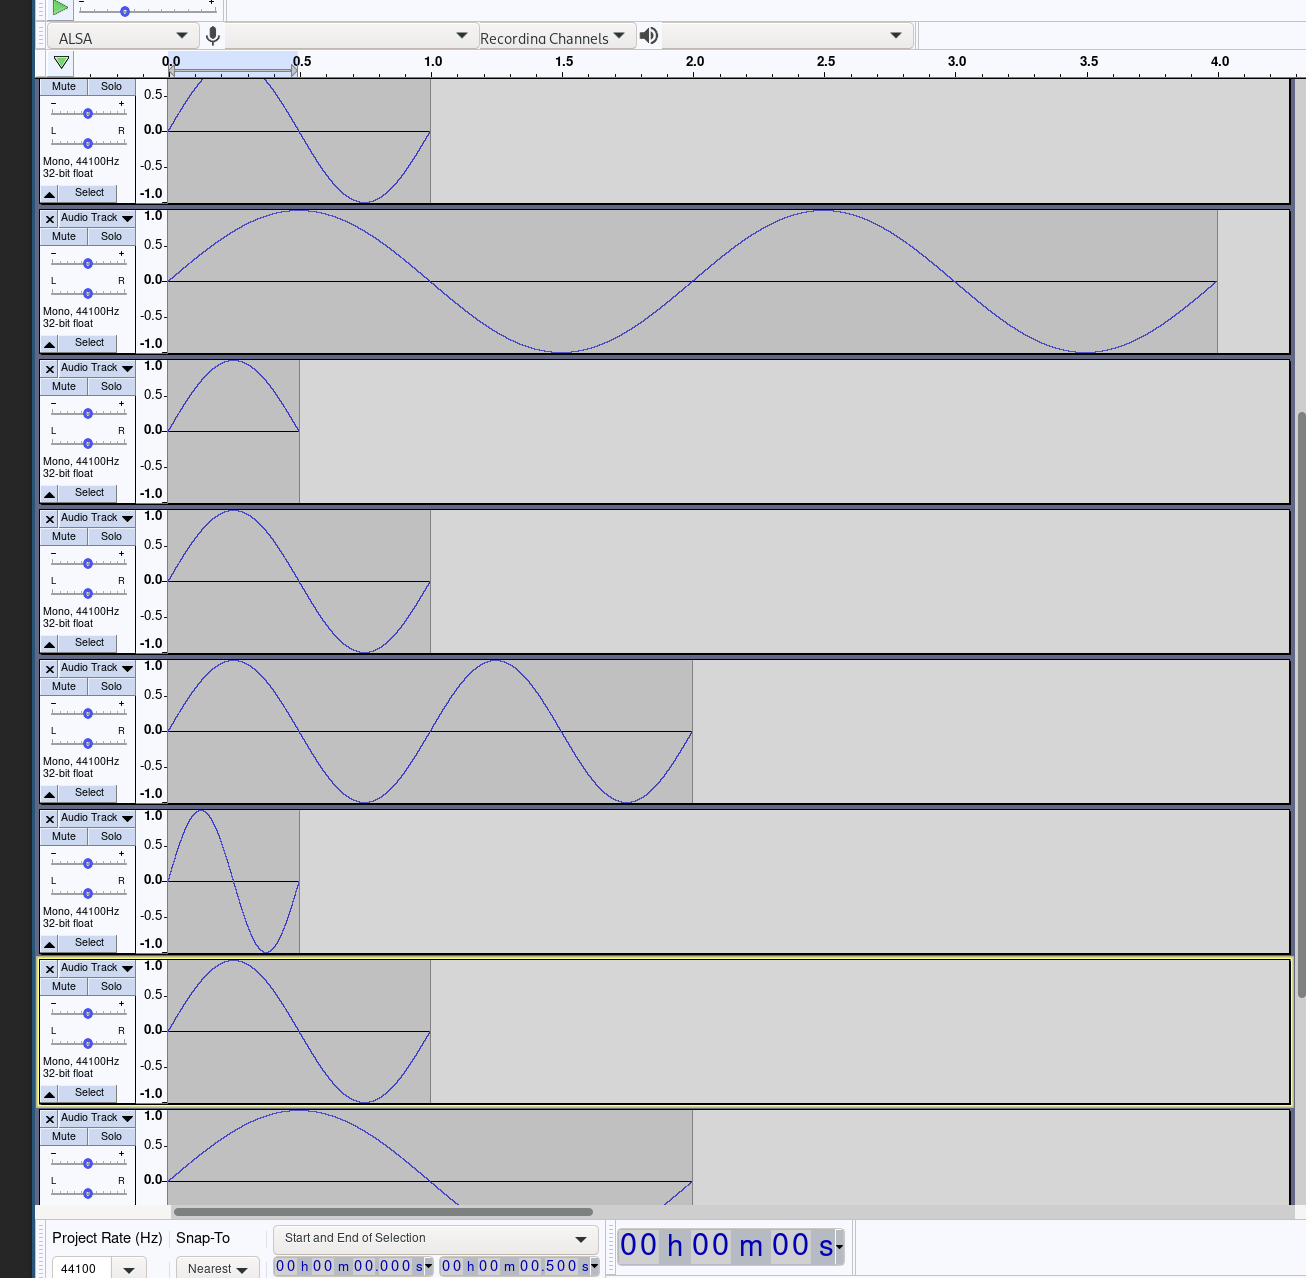 ALSA Recording Channels
0.0 0.5 1.0 1.5 2.0 2.5 3.0 3.5 4.0
Mute Solo
0.5
- +
L R 0.0
Mono, 44100Hz -0.5
32-bit float
Select -1.0
Audio Track 1.0
Mute Solo
0.5
- +
L R 0.0
Mono, 44100Hz -0.5
32-bit float
Select -1.0
Audio Track 1.0
Mute Solo
0.5
- +
L R 0.0
Mono, 44100Hz -0.5
32-bit float
Select -1.0
Audio Track 1.0
Mute Solo
0.5
- +
L R 0.0
Mono, 44100Hz -0.5
32-bit float
Select -1.0
Audio Track 1.0
Mute Solo
0.5
- +
L R 0.0
Mono, 44100Hz -0.5
32-bit float
Select -1.0
Audio Track 1.0
Mute Solo
0.5
- +
L R 0.0
Mono, 44100Hz -0.5
32-bit float
Select -1.0
Audio Track 1.0
Mute Solo
0.5
- +
L R 0.0
Mono, 44100Hz -0.5
32-bit float
Select -1.0
Audio Track 1.0
Mute Solo
0.5
- +
L R 0.0
Project Rate (Hz) Snap-To Start and End of Selection 00 h 00 m 00 s
44100 Nearest 00 h 00 m 00.000 s 00 h 00 m 00.500 s